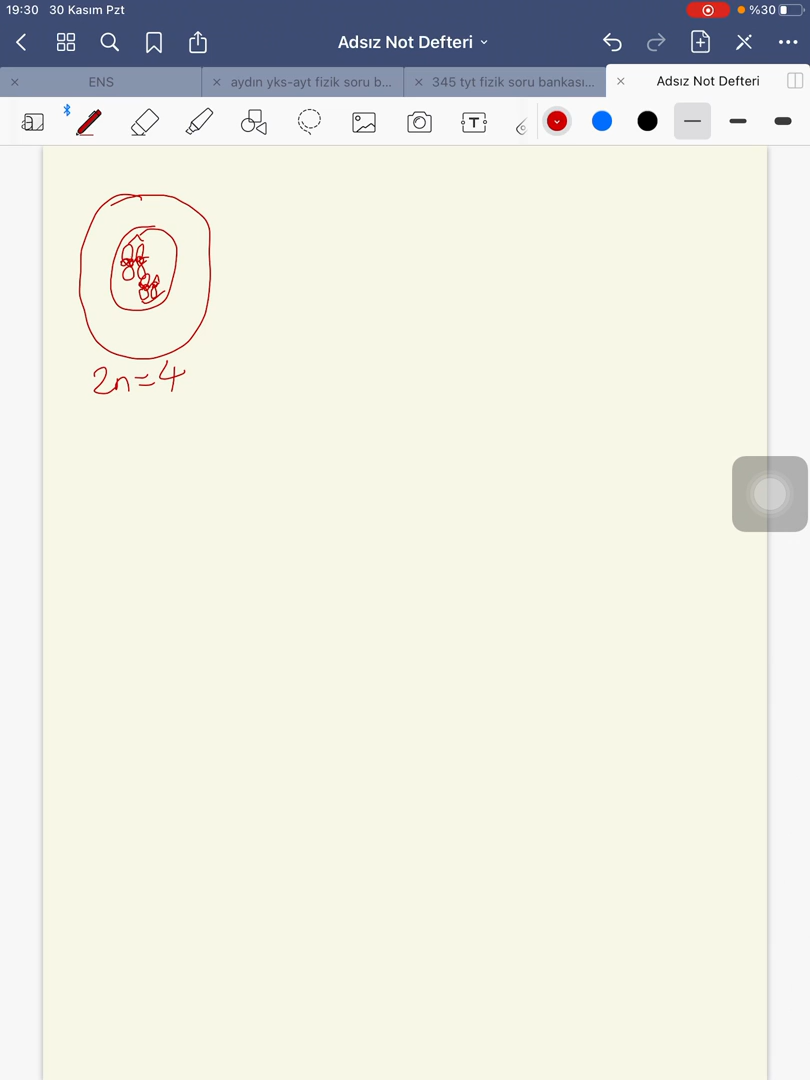 19:30 30 Kasım Pzt %30
Adsız Not Defteri
ENS aydın yks-ayt fizik soru b... 345 tyt fizik soru bankası... Adsız Not Defteri
T
2n=4